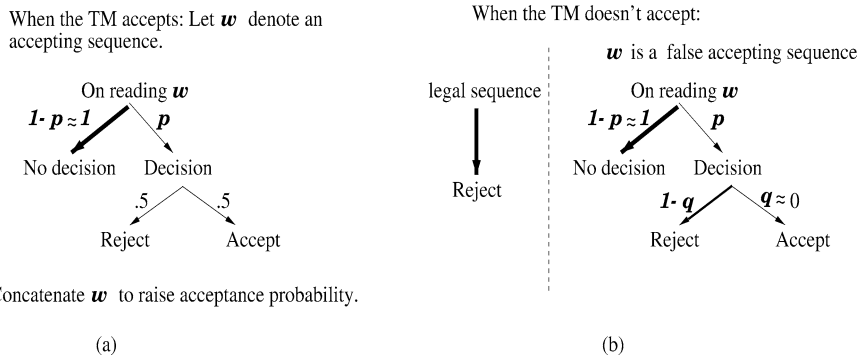 When the TM accepts: Let w denote an
accepting sequence.
On reading w
1- p ≈ 1
p
No decision
Decision
.5
.5
Reject
Accept
Concatenate w to raise acceptance probability.
(a)
When the TM doesn't accept:
w is a false accepting sequence
legal sequence
Reject
On reading w
1- p ≈ 1
p
No decision
Decision
1- q
q ≈ 0
Reject
Accept
(b)